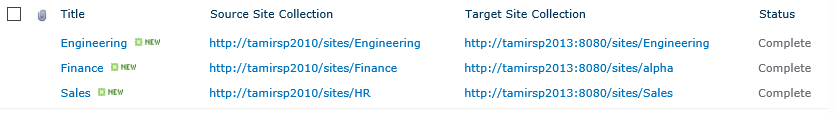 Title Source Site Collection Target Site Collection Status
Engineering NEW http://tamirsp2010/sites/Engineering http://tamirsp2013:8080/sites/Engineering Complete
Finance NEW http://tamirsp2010/sites/Finance http://tamirsp2013:8080/sites/alpha Complete
Sales NEW http://tamirsp2010/sites/HR http://tamirsp2013:8080/sites/Sales Complete